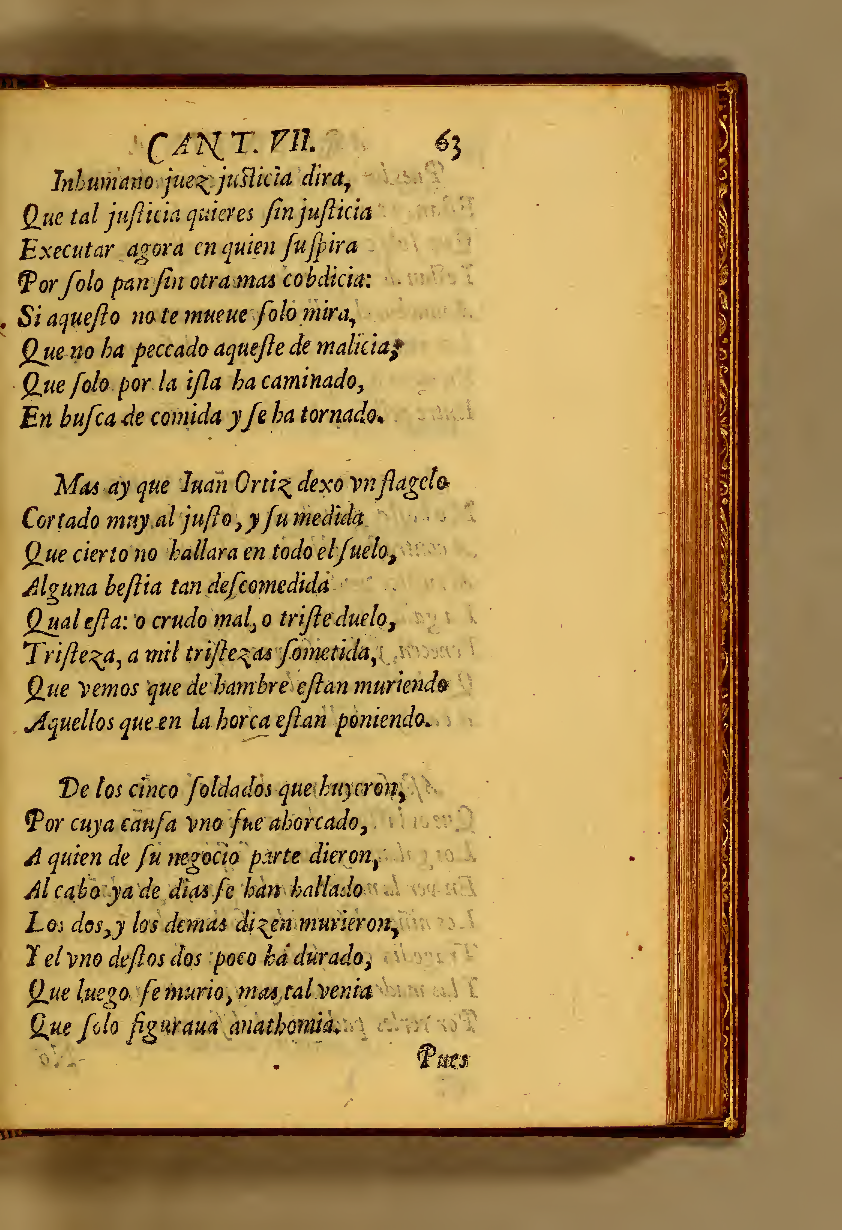 CANT. VII. 63
Inhumano juez justicia dira,
Que tal justicia quieres sin justicia
Executar agora en quien suspira
Por solo pan sin otra mas cobdicia:
Si aquesto no te mueue solo mira,
Que no ha peccado aqueste de malicia,
Que solo por la isla ha caminado,
En busca de comida y se ha tornado.
Mas ay que Iuan Ortiz dexo vn flagelo
Cortado muy al justo, y su medida
Que cierto no hallara en todo el suelo,
Alguna bestia tan descomedida
Qual esta: o crudo mal, o triste duelo,
Tristeza, a mil tristezas sometida,
Que vemos que de hambre estan muriendo
Aquellos que en la horca estan poniendo.
De los cinco soldados que huyeron,
Por cuya causa vno fue ahorcado,
A quien de su negocio parte dieron,
Al cabo ya de dias se han hallado
Los dos, y los demas dizen murieron,
Y el vno destos dos poco ha durado,
Que luego se murio, mas tal venia
Que solo figuraua anathomia.
Pues